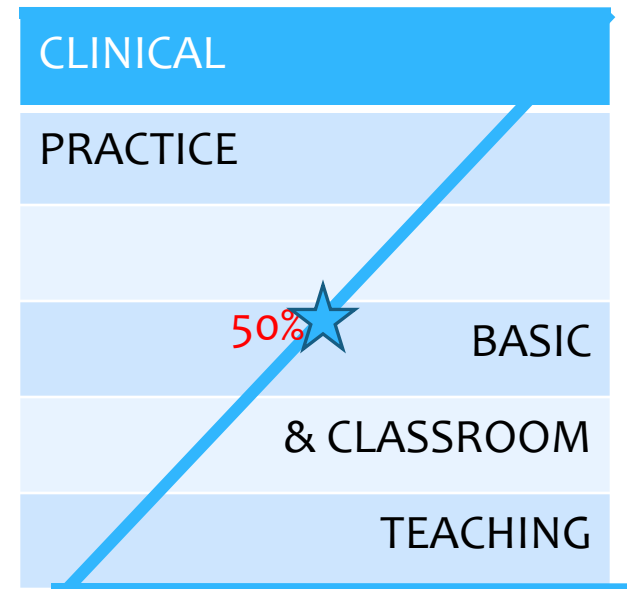 CLINICAL
PRACTICE
50%
BASIC
& CLASSROOM
TEACHING